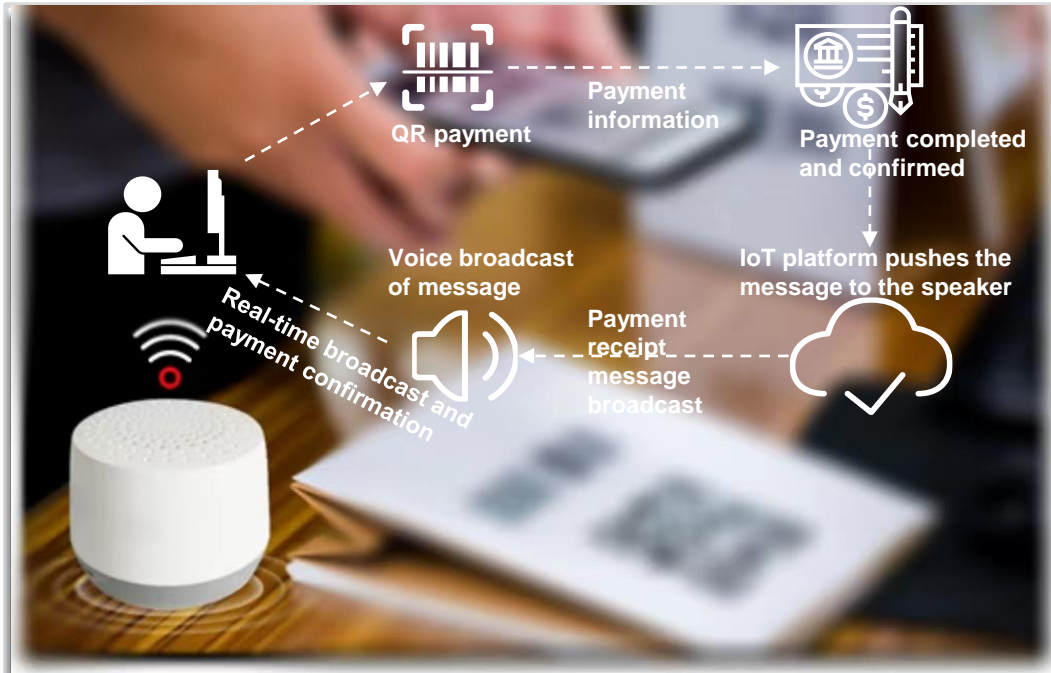 QR payment
Payment
information
Payment completed
and confirmed
IoT platform pushes the
message to the speaker
Payment
receipt
message
broadcast
Voice broadcast
of message
Real-time broadcast and
payment confirmation